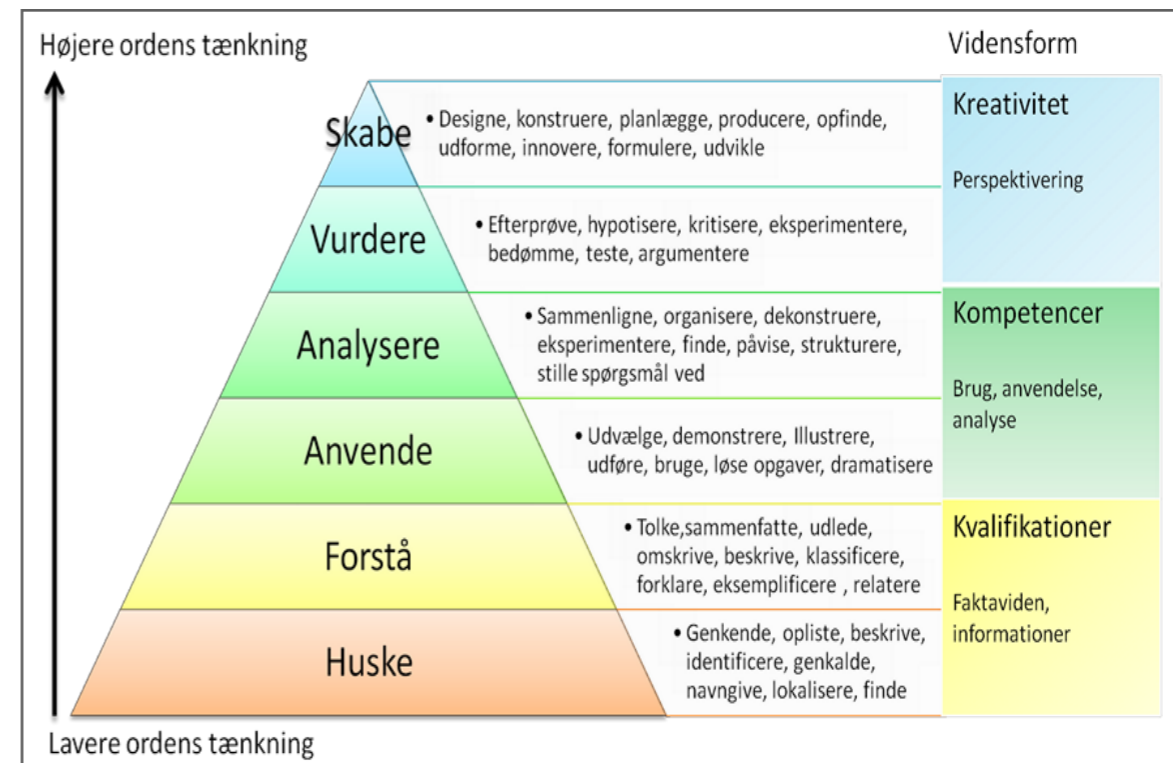 Højere ordens tænkning
Vidensform
Skabe
• Designe, konstruere, planlægge, producere, opfinde,
udforme, innovere, formulere, udvikle
Kreativitet
Perspektivering
Vurdere
• Efterprøve, hypotisere, kritisere, eksperimentere,
bedømme, teste, argumentere
Analysere
• Sammenligne, organisere, dekonstruere,
eksperimentere, finde, påvise, strukturere,
stille spørgsmål ved
Kompetencer
Brug, anvendelse,
analyse
Anvende
• Udvælge, demonstrere, Illustrere,
udføre, bruge, løse opgaver, dramatisere
Forstå
• Tolke,sammenfatte, udlede,
omskrive, beskrive, klassificere,
forklare, eksemplificere , relatere
Kvalifikationer
Faktaviden,
informationer
Huske
• Genkende, opliste, beskrive,
identificere, genkalde,
navngive, lokalisere, finde
Lavere ordens tænkning